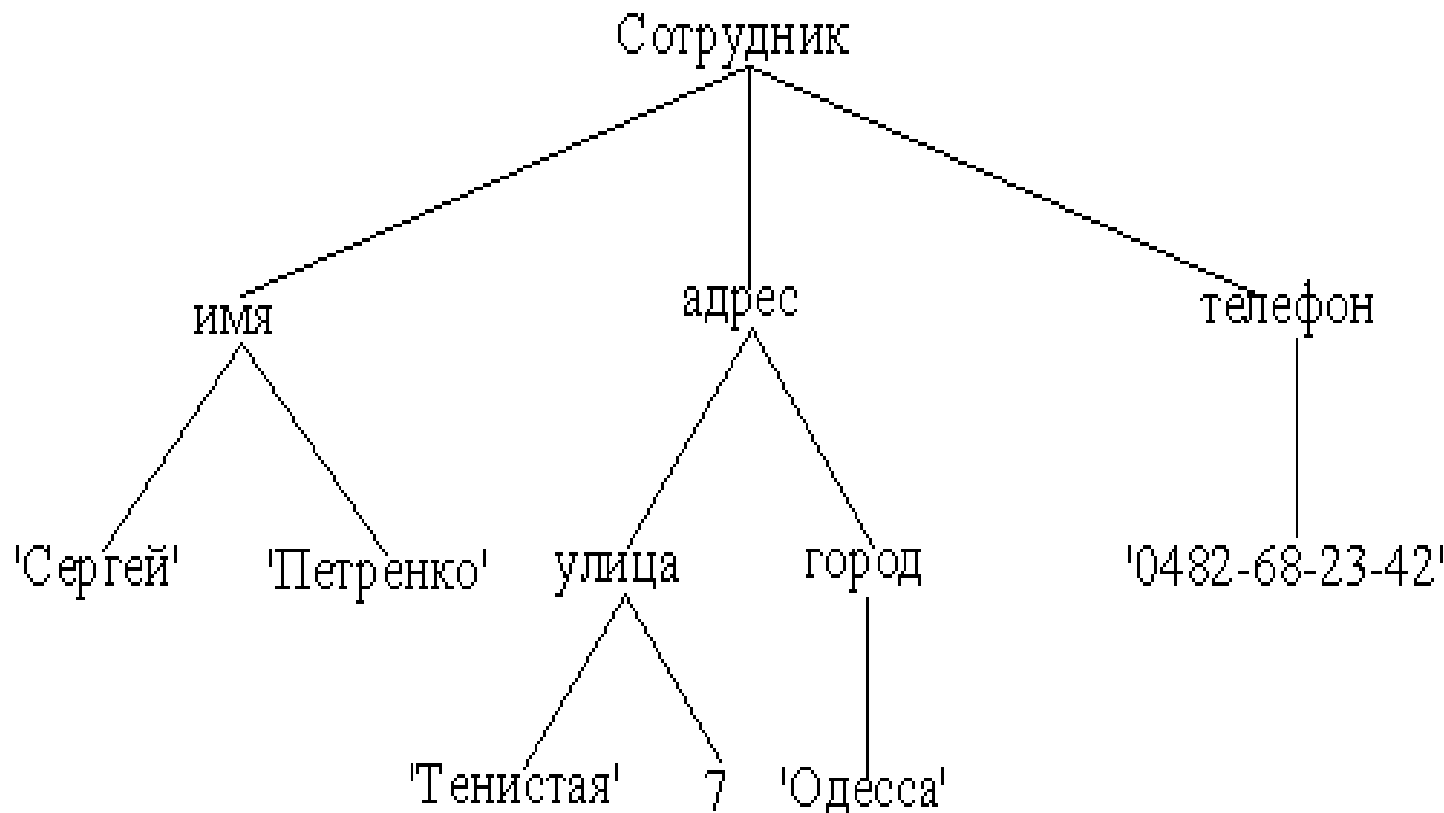 Сотрудник
имя адрес телефон
'Сергей' 'Петренко' улица город '0482-68-23-42'
'Тенистая' 7 'Одесса'